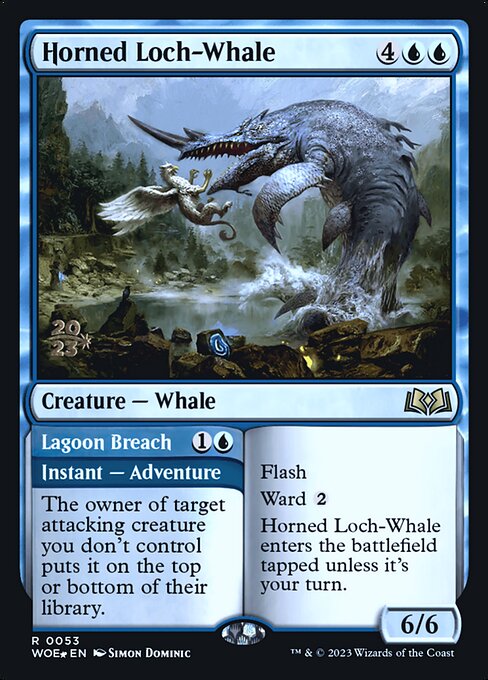 Horned Loch-Whale 4
20
23
Creature — Whale
Lagoon Breach 1
Instant — Adventure
The owner of target
attacking creature
you don't control
puts it on the top
or bottom of their
library.
Flash
Ward 2
Horned Loch-Whale
enters the battlefield
tapped unless it's
your turn.
6/6
R 0053
WOE★EN Simon Dominic
™ & © 2023 Wizards of the Coast